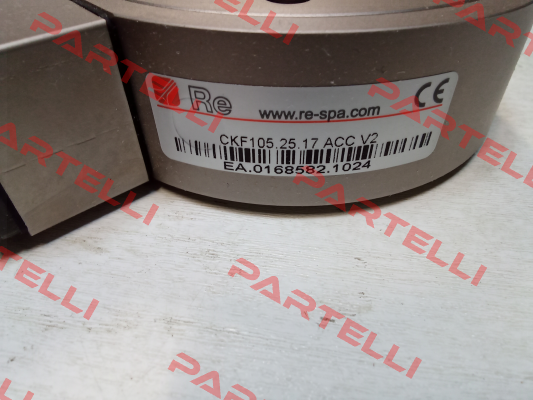 Re
www.re-spa.com
CE
CKF105.25.17 ACC V2
EA.0168582.1024
PARTELLI
PARTELLI
PARTELLI
PARTELLI
PARTELLI